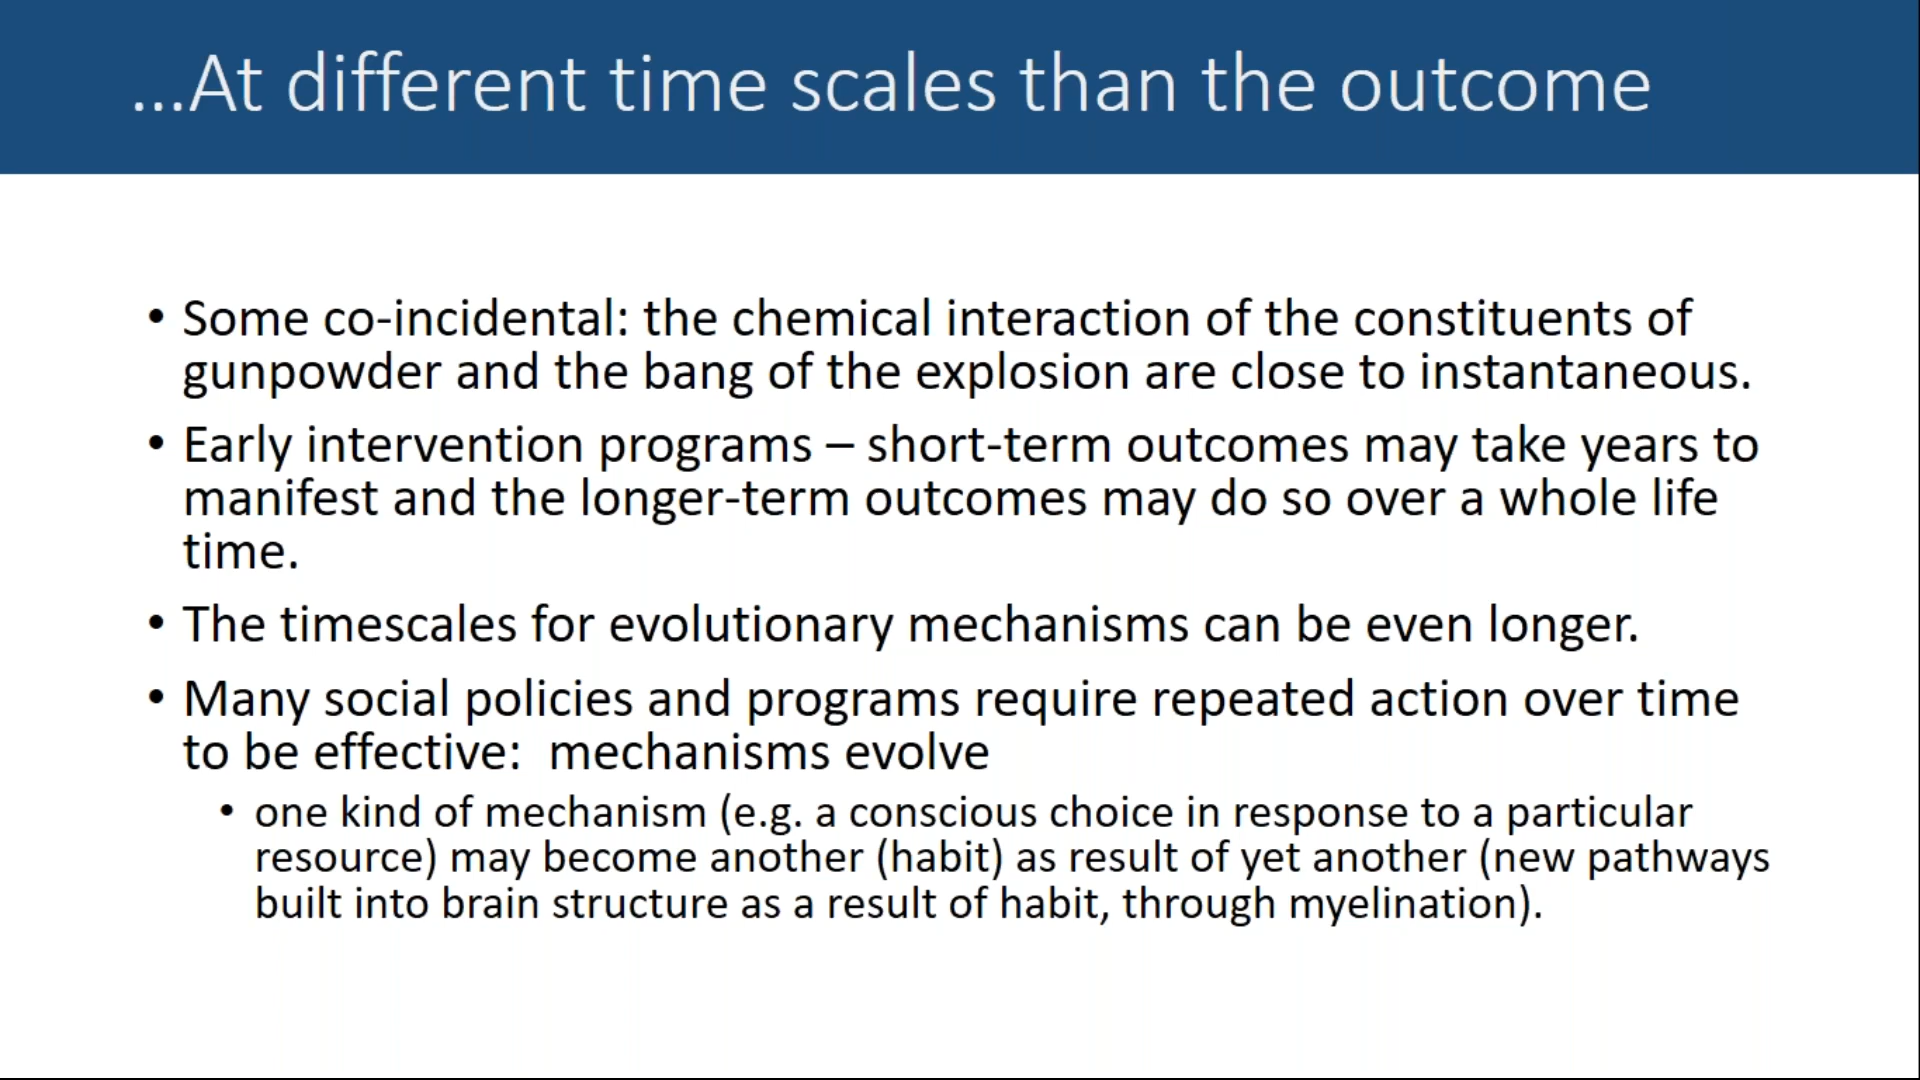 ...At different time scales than the outcome
• Some co-incidental: the chemical interaction of the constituents of
gunpowder and the bang of the explosion are close to instantaneous.
• Early intervention programs – short-term outcomes may take years to
manifest and the longer-term outcomes may do so over a whole life
time.
• The timescales for evolutionary mechanisms can be even longer.
• Many social policies and programs require repeated action over time
to be effective:  mechanisms evolve
• one kind of mechanism (e.g. a conscious choice in response to a particular
resource) may become another (habit) as result of yet another (new pathways
built into brain structure as a result of habit, through myelination).